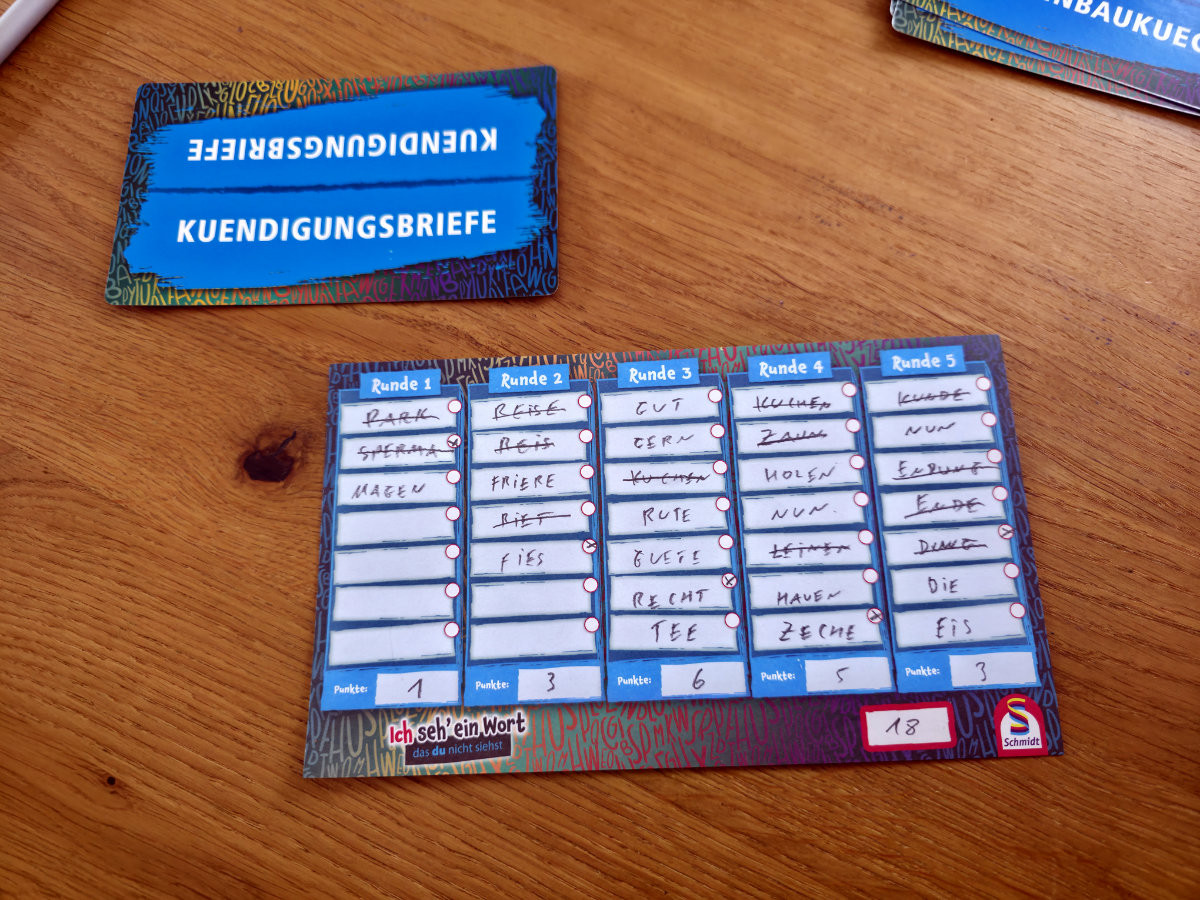 NBAUKUEC
KUENDIGUNGSBRIEFE
KUENDIGUNGSBRIEFE
Runde 1
PARK
SPERMA
MAGEN
Punkte: 1
Runde 2
REISE
REIS
FRIERE
RIET
FIES
Punkte: 3
Runde 3
GUT
GERN
KUCHEN
RUTE
GUETE
RECHT
TEE
Punkte: 6
Runde 4
KUCHEN
ZAUN
HOLEN
NUN.
LEINEN
HAUEN
ZECHE
Punkte: 5
Runde 5
KUNDE
NUN
ENDUNG
ENDE
DUNG
DIE
EIS
Punkte: 3
Ich seh' ein Wort
das du nicht siehst
18
S
Schmidt